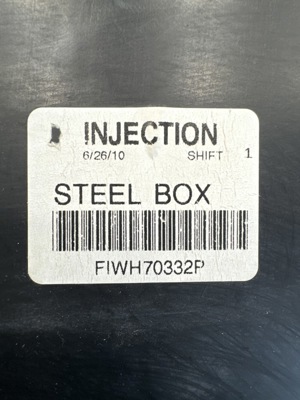 INJECTION
6/26/10 SHIFT 1
STEEL BOX
FIWH70332P